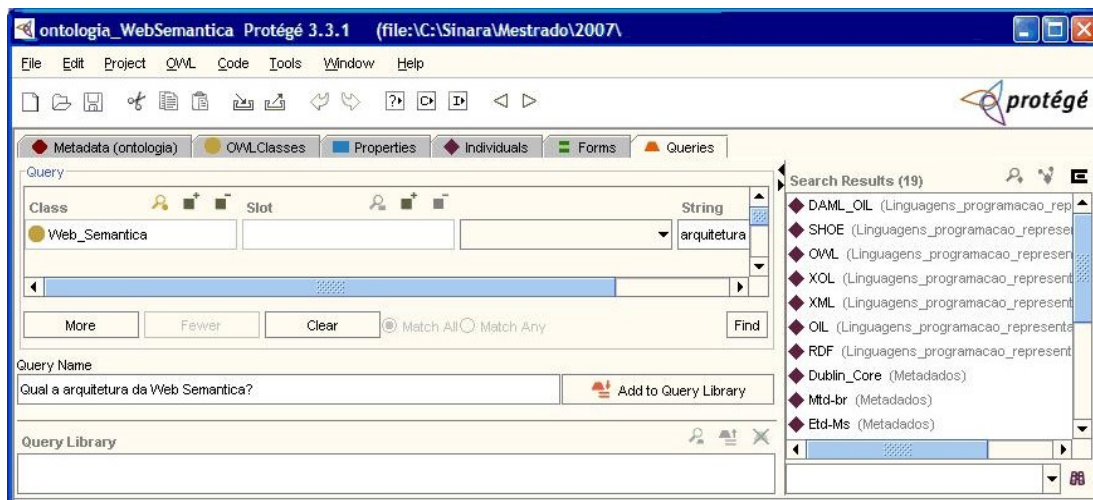 ontologia_WebSemantica Protégé 3.3.1 (file:\C:\Sinara\Mestrado\2007\
File Edit Project OWL Code Tools Window Help
protégé
Metadata (ontologia) OWLClasses Properties Individuals Forms Queries
Query
Class Slot String
Web_Semantica arquitetura
More Fewer Clear Match All Match Any Find
Query Name
Qual a arquitetura da Web Semantica? Add to Query Library
Query Library
Search Results (19)
DAML_OIL (Linguagens_programacao_rep
SHOE (Linguagens_programacao_represe
OWL (Linguagens_programacao_represen
XOL (Linguagens_programacao_represent
XML (Linguagens_programacao_represent
OIL (Linguagens_programacao_representa
RDF (Linguagens_programacao_represent
Dublin_Core (Metadados)
Mtd-br (Metadados)
Etd-Ms (Metadados)